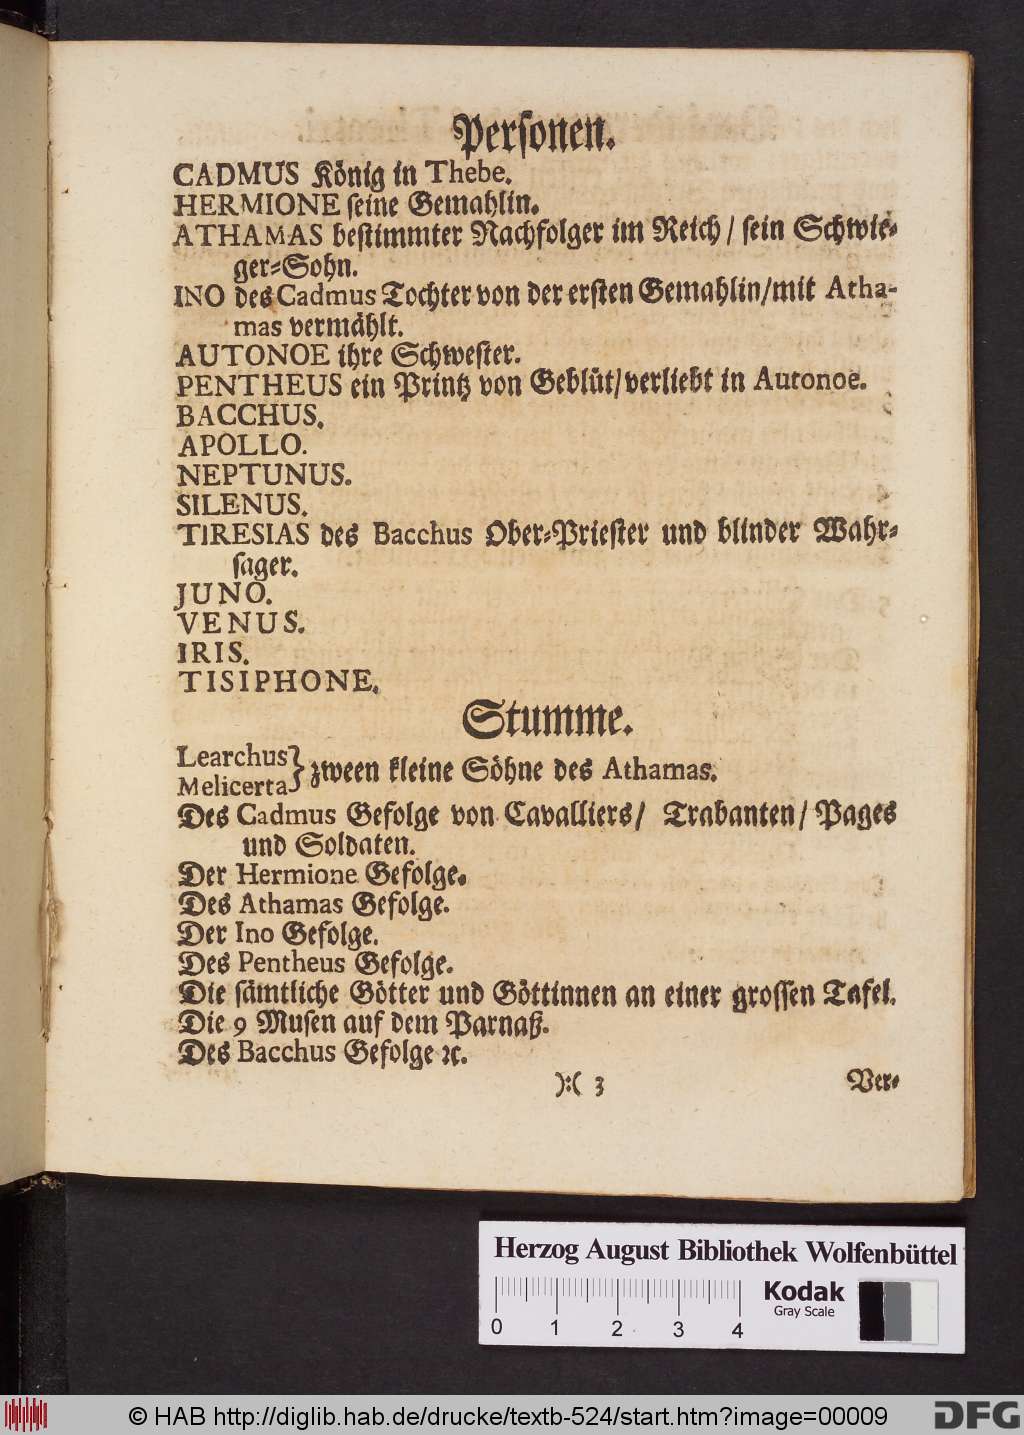 Personen.
CADMUS König in Thebe.
HERMIONE seine Gemahlin.
ATHAMAS bestimmter Nachfolger im Reich / sein Schwie-
ger-Sohn.
INO des Cadmus Tochter von der ersten Gemahlin/mit Atha-
mas vermählt.
AUTONOE ihre Schwester.
PENTHEUS ein Printz von Geblüt/verliebt in Autonoe.
BACCHUS.
APOLLO.
NEPTUNUS.
SILENUS.
TIRESIAS des Bacchus Ober-Priester und blinder Wahr-
sager.
JUNO.
VENUS.
IRIS.
TISIPHONE.
Stumme.
Learchus
Melicerta } zween kleine Söhne des Athamas.
Des Cadmus Gefolge von Cavalliers/ Trabanten/ Pages
und Soldaten.
Der Hermione Gefolge.
Des Athamas Gefolge.
Der Ino Gefolge.
Des Pentheus Gefolge.
Die sämtliche Götter und Göttinnen an einer grossen Tafel.
Die 9 Musen auf dem Parnaß.
Des Bacchus Gefolge ꝛc.
):( 3 Ver-
Herzog August Bibliothek Wolfenbüttel
Kodak
Gray Scale
0 1 2 3 4
© HAB http://diglib.hab.de/drucke/textb-524/start.htm?image=00009
DFG